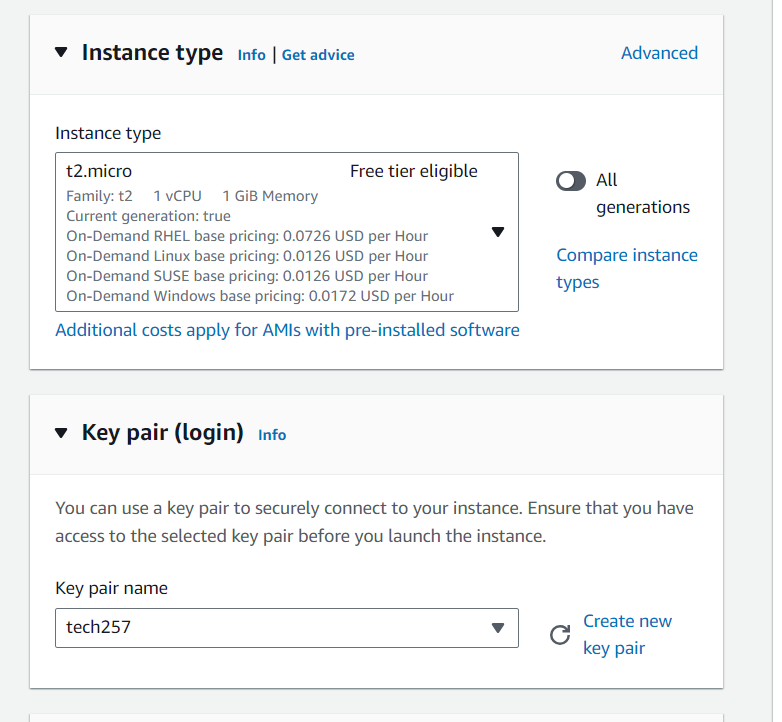 Instance type Info | Get advice Advanced
Instance type
t2.micro Free tier eligible
Family: t2 1 vCPU 1 GiB Memory
Current generation: true
On-Demand RHEL base pricing: 0.0726 USD per Hour
On-Demand Linux base pricing: 0.0126 USD per Hour
On-Demand SUSE base pricing: 0.0126 USD per Hour
On-Demand Windows base pricing: 0.0172 USD per Hour
All
generations
Compare instance
types
Additional costs apply for AMIs with pre-installed software
Key pair (login) Info
You can use a key pair to securely connect to your instance. Ensure that you have
access to the selected key pair before you launch the instance.
Key pair name
tech257
Create new
key pair